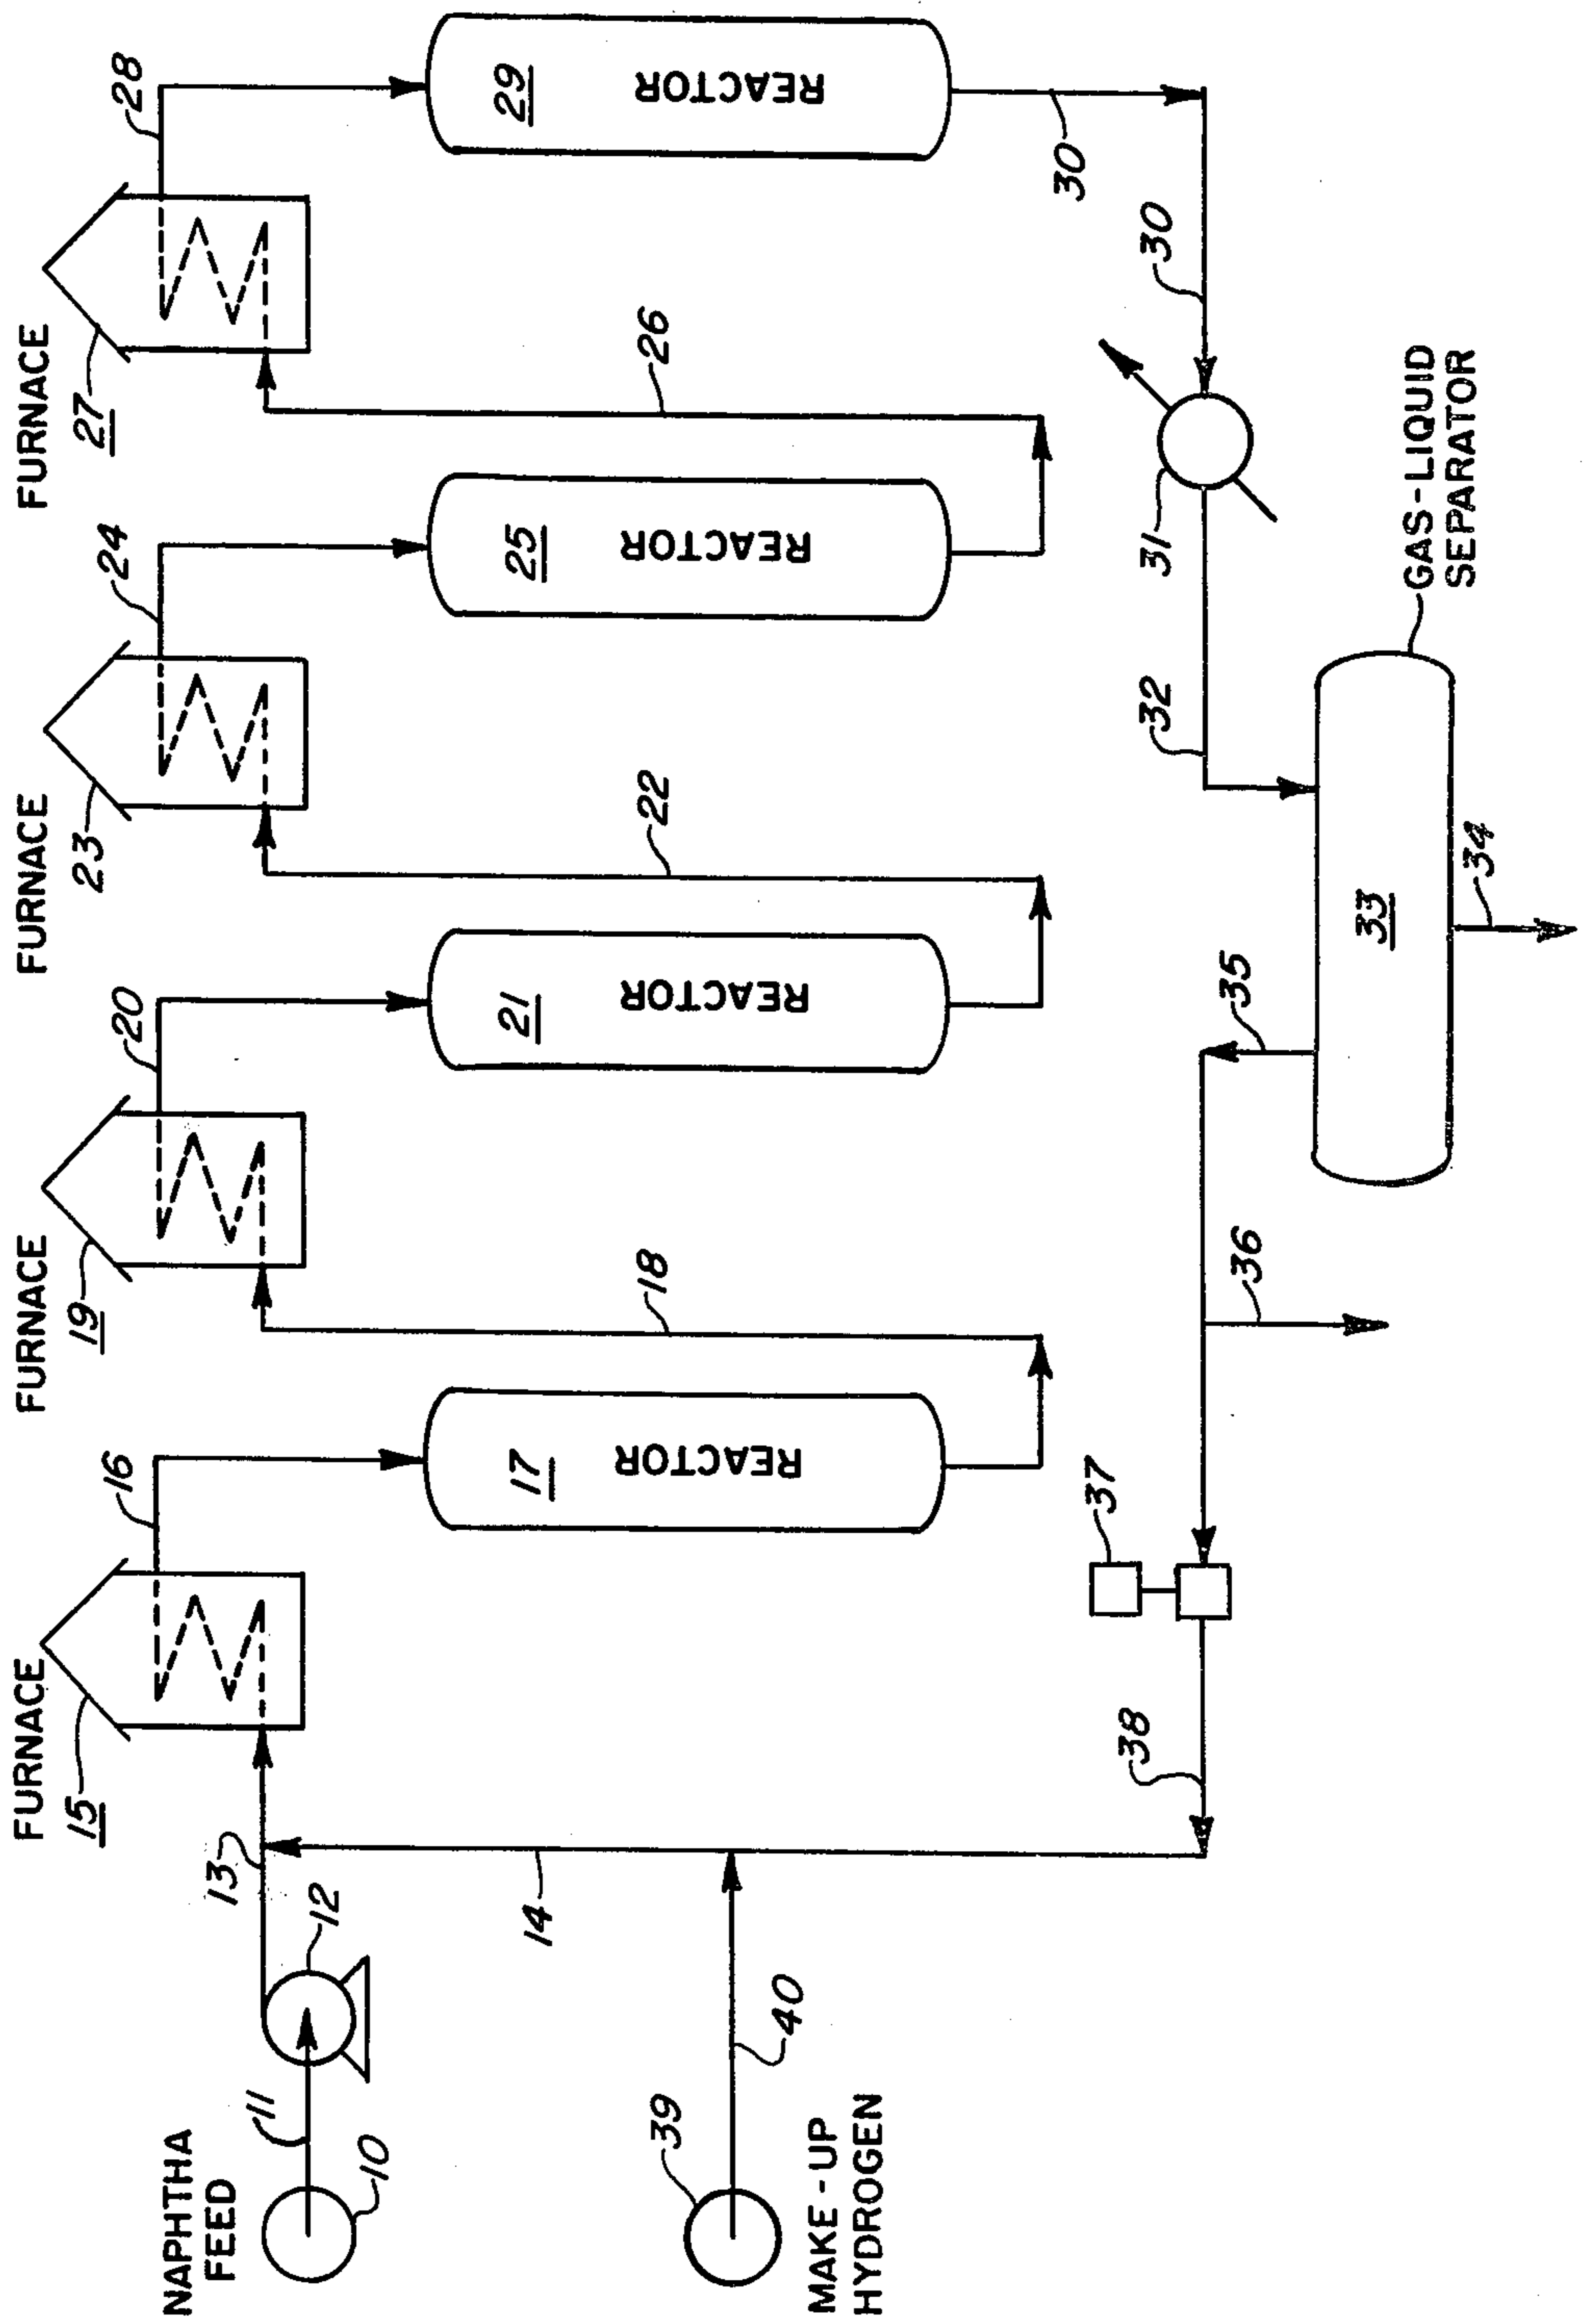 FURNACE
FURNACE
FURNACE
FURNACE
15
16
19
20
23
24
27
28
NAPHTHA
FEED
10
11
12
13
14
17
REACTOR
18
21
REACTOR
22
25
REACTOR
26
29
REACTOR
30
30
31
32
39
40
MAKE-UP
HYDROGEN
38
37
36
35
33
34
GAS-LIQUID
SEPARATOR